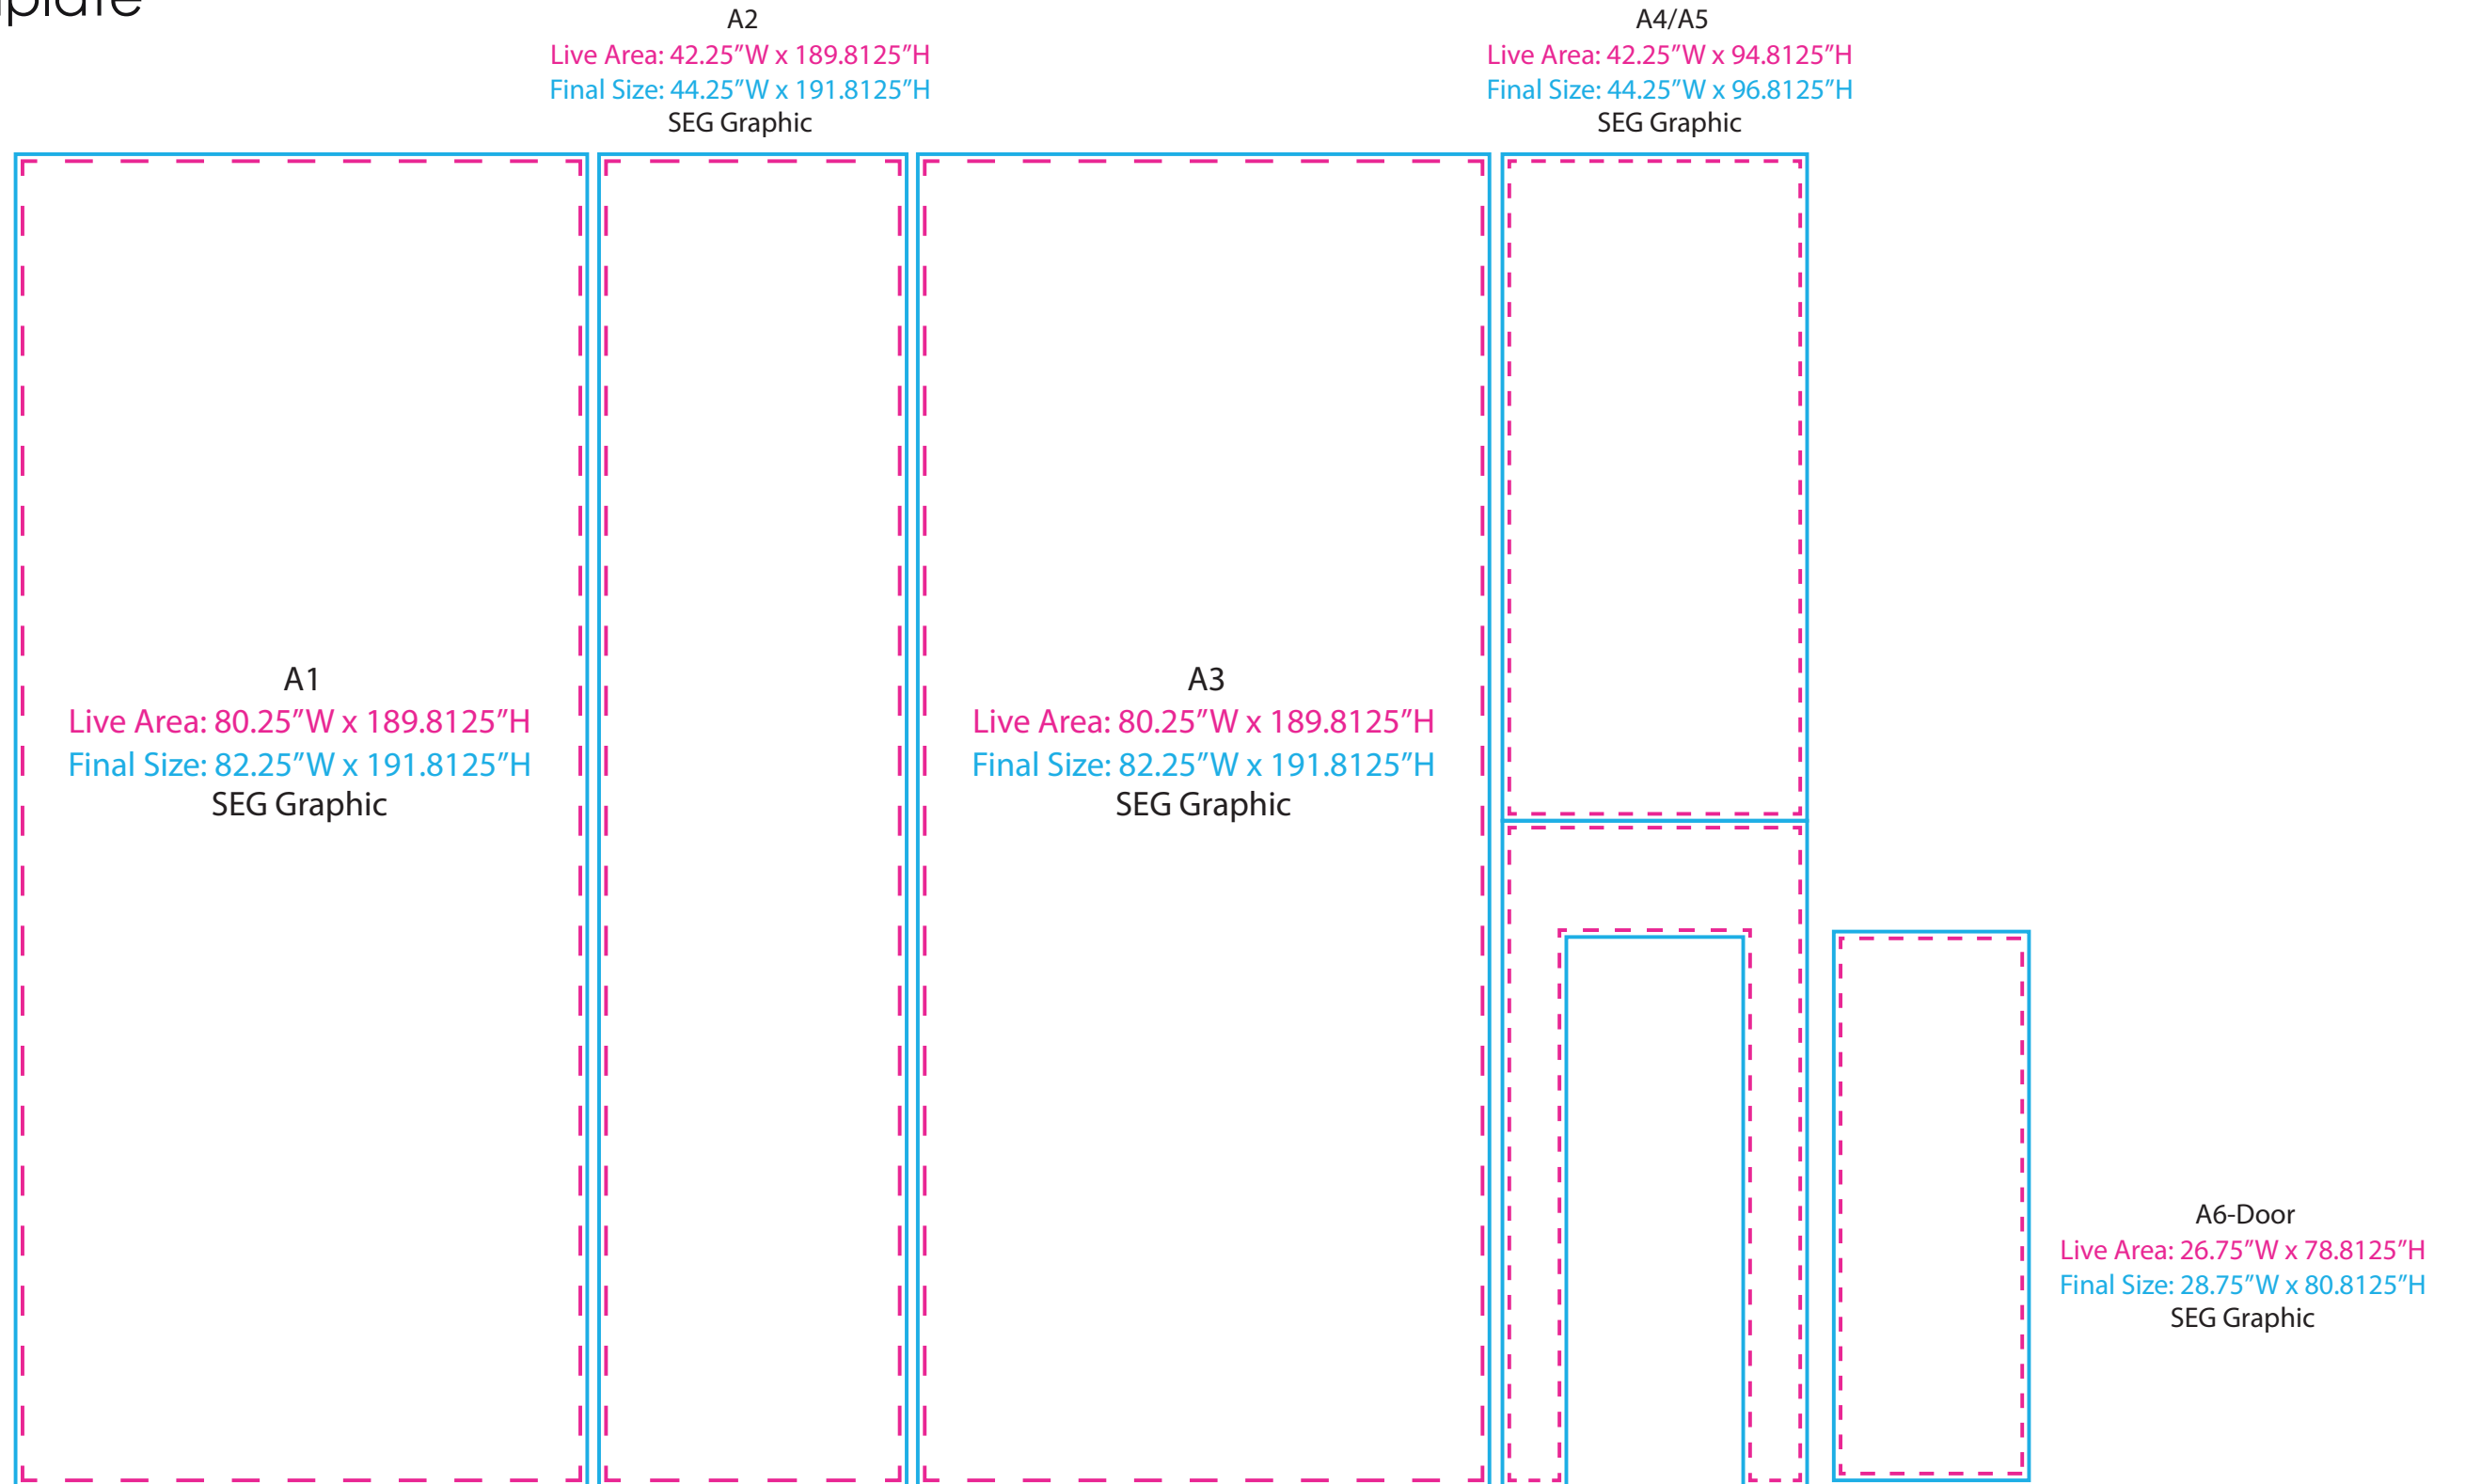 A2
Live Area: 42.25”W x 189.8125”H
Final Size: 44.25”W x 191.8125”H
SEG Graphic
A4/A5
Live Area: 42.25”W x 94.8125”H
Final Size: 44.25”W x 96.8125”H
SEG Graphic
A1
Live Area: 80.25”W x 189.8125”H
Final Size: 82.25”W x 191.8125”H
SEG Graphic
A3
Live Area: 80.25”W x 189.8125”H
Final Size: 82.25”W x 191.8125”H
SEG Graphic
A6-Door
Live Area: 26.75”W x 78.8125”H
Final Size: 28.75”W x 80.8125”H
SEG Graphic